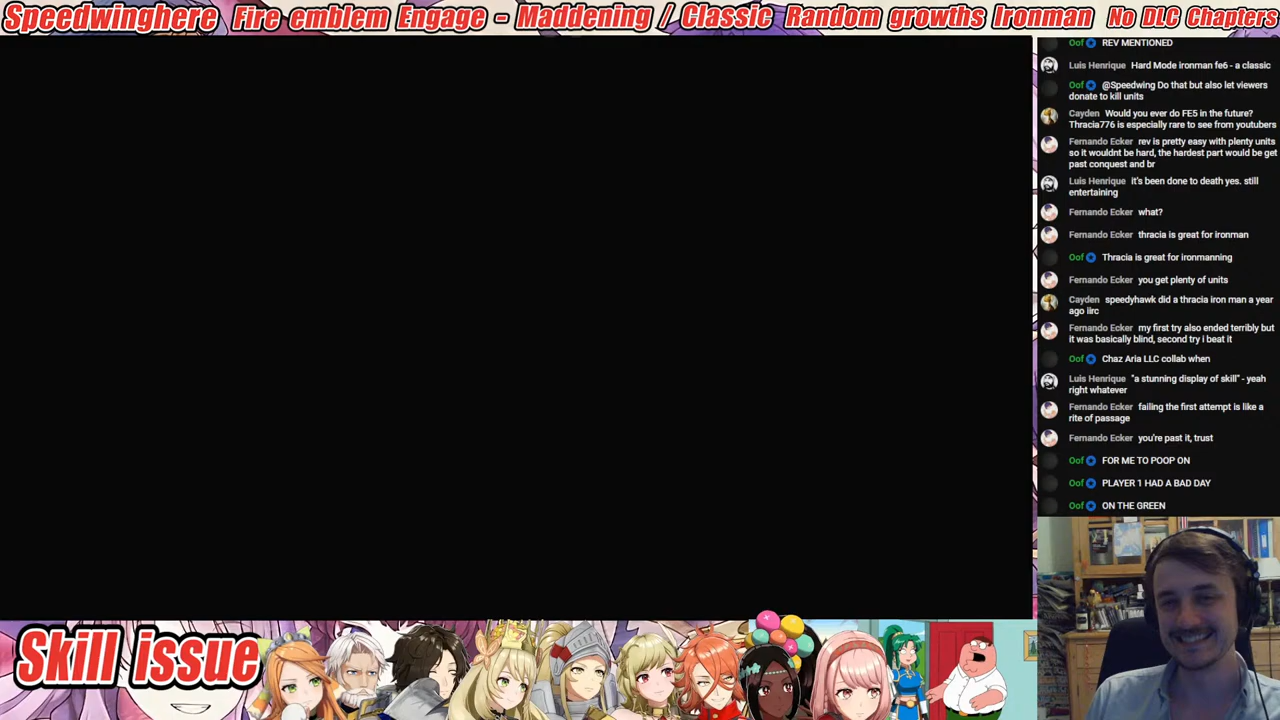 Speedwinghere Fire emblem Engage - Maddening / Classic Random growths Ironman No DLC Chapters
Oof REV MENTIONED
Luis Henrique Hard Mode ironman fe6 - a classic
Oof @Speedwing Do that but also let viewers
donate to kill units
Cayden Would you ever do FE5 in the future?
Thracia776 is especially rare to see from youtubers
Fernando Ecker rev is pretty easy with plenty units
so it wouldnt be hard, the hardest part would be get
past conquest and br
Luis Henrique it's been done to death yes. still
entertaining
Fernando Ecker what?
Fernando Ecker thracia is great for ironman
Oof Thracia is great for ironmanning
Fernando Ecker you get plenty of units
Cayden speedyhawk did a thracia iron man a year
ago iirc
Fernando Ecker my first try also ended terribly but
it was basically blind, second try i beat it
Oof Chaz Aria LLC collab when
Luis Henrique "a stunning display of skill" - yeah
right whatever
Fernando Ecker failing the first attempt is like a
rite of passage
Fernando Ecker you're past it, trust
Oof FOR ME TO POOP ON
Oof PLAYER 1 HAD A BAD DAY
Oof ON THE GREEN
Skill issue